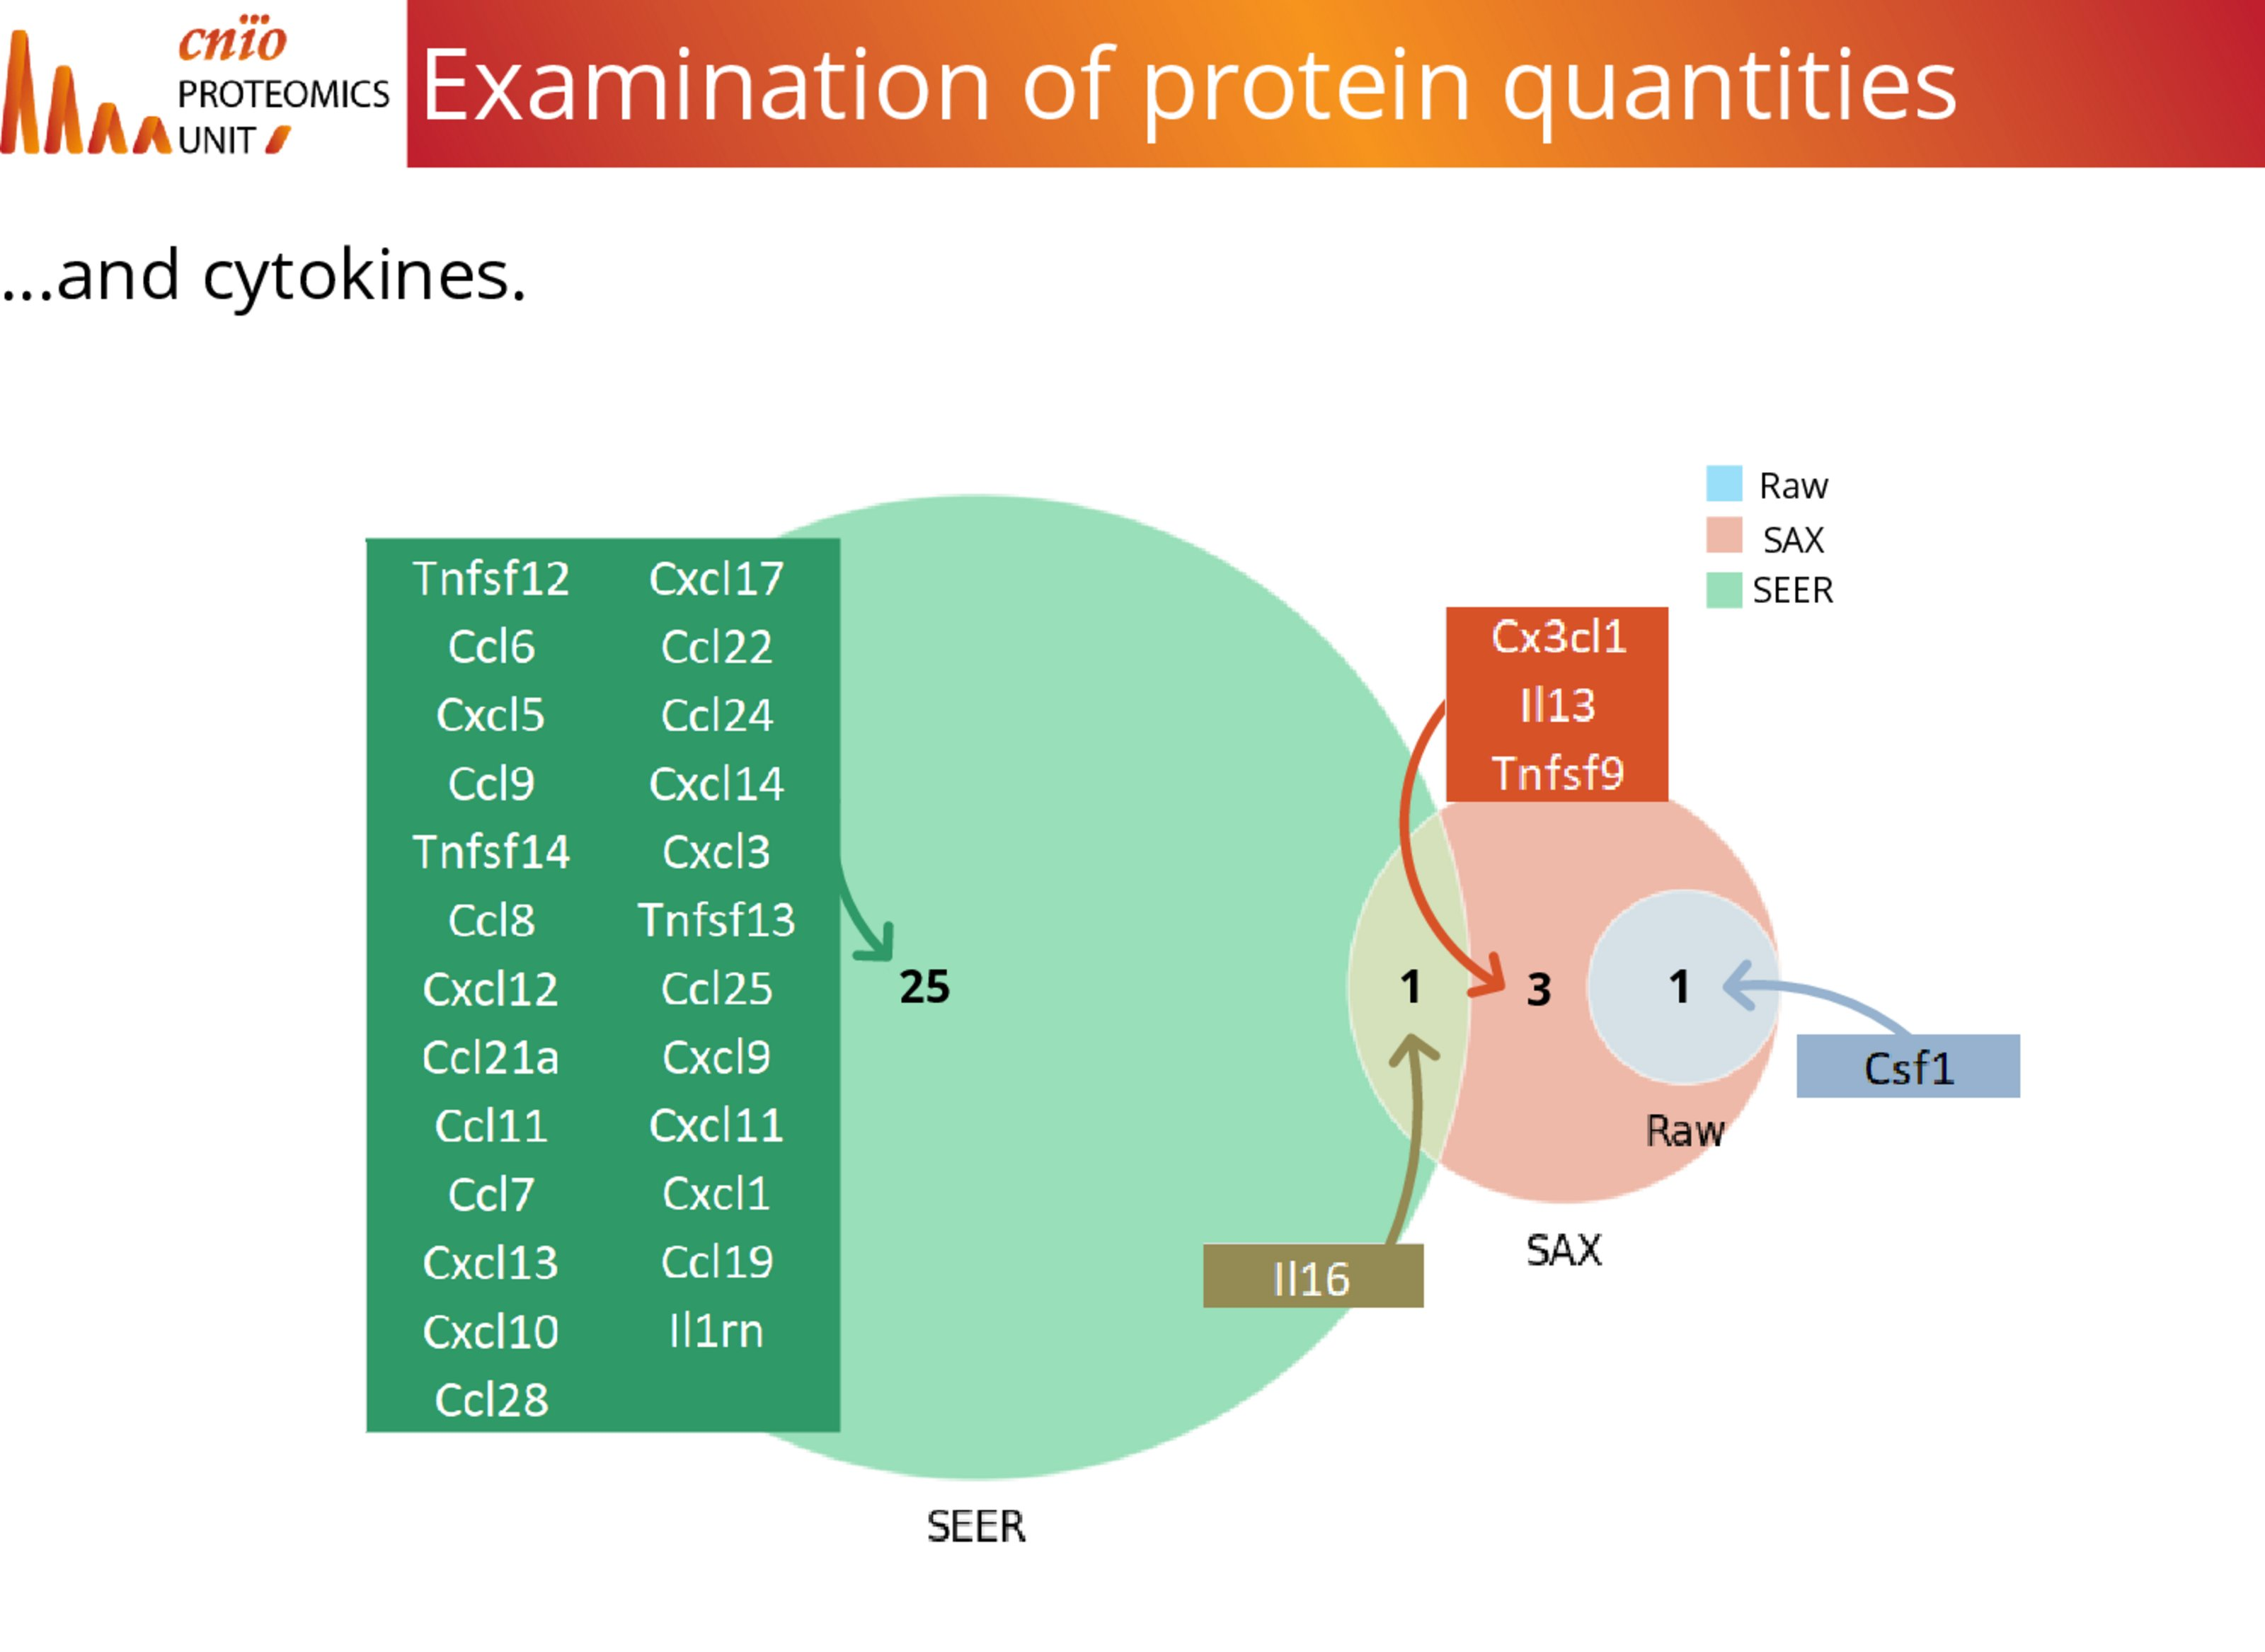 cnio
PROTEOMICS
UNIT
Examination of protein quantities
...and cytokines.
Raw
SAX
SEER
Tnfsf12 Cxcl17
Ccl6 Ccl22
Cxcl5 Ccl24
Ccl9 Cxcl14
Tnfsf14 Cxcl3
Ccl8 Tnfsf13
Cxcl12 Ccl25
Ccl21a Cxcl9
Ccl11 Cxcl11
Ccl7 Cxcl1
Cxcl13 Ccl19
Cxcl10 Il1rn
Ccl28
Cx3cl1
Il13
Tnfsf9
25
1
3
1
Csf1
Raw
SAX
Il16
SEER